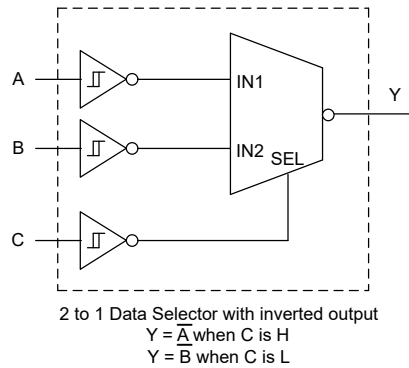 A
IN1
Y
B
IN2
SEL
C
2 to 1 Data Selector with inverted output
Y = A̅ when C is H
Y = B̅ when C is L